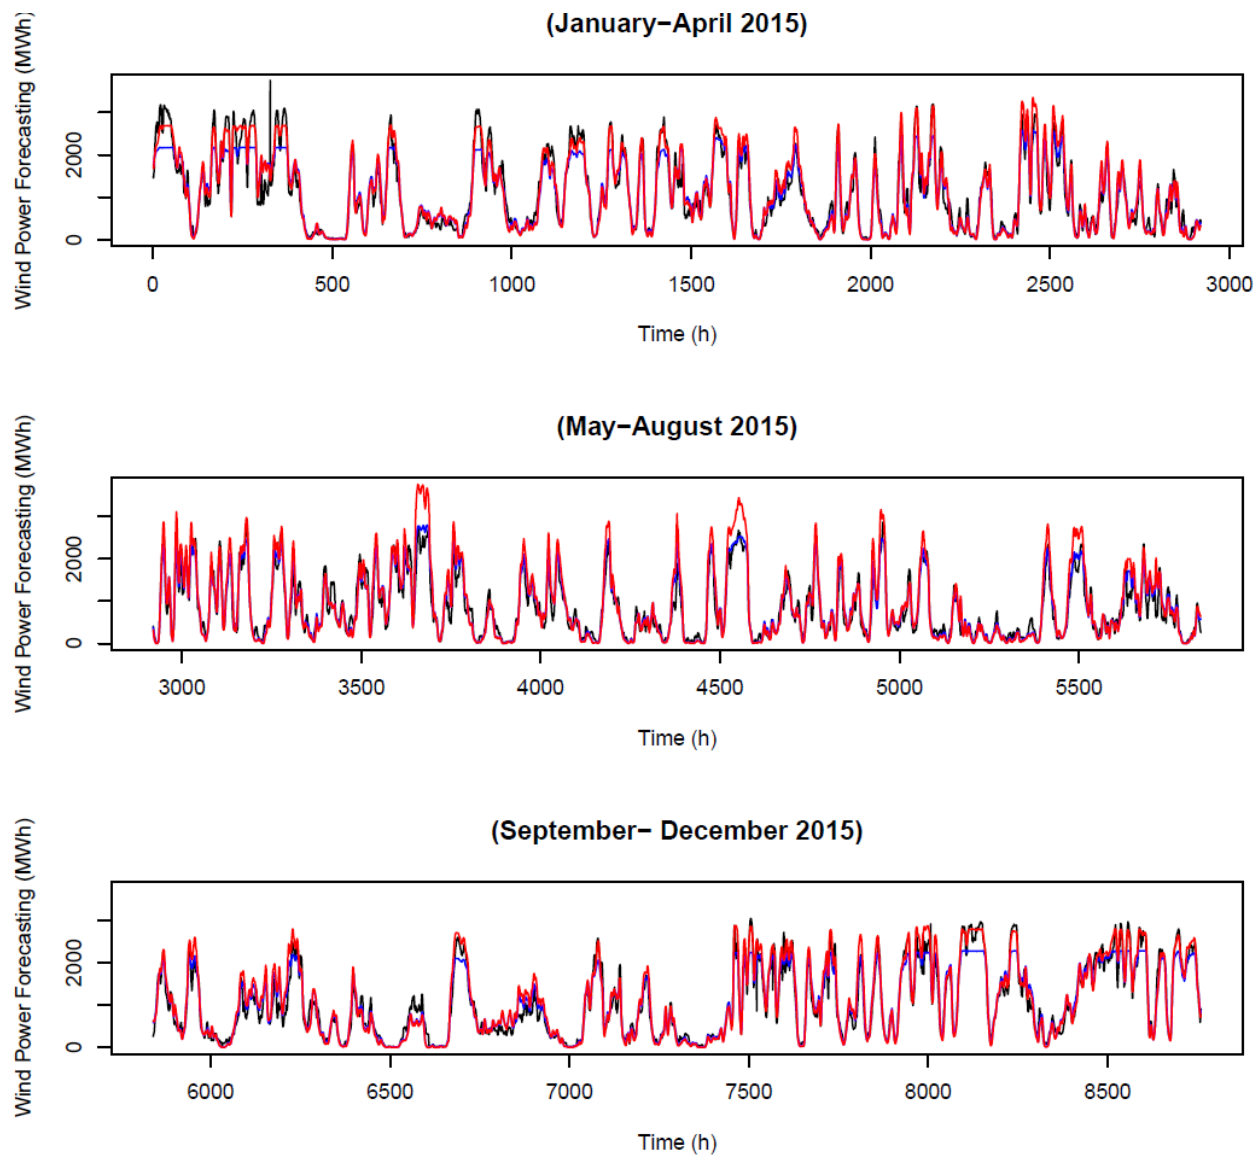 (January−April 2015)
Wind Power Forecasting (MWh)
2000
0
0 500 1000 1500 2000 2500 3000
Time (h)
(May−August 2015)
Wind Power Forecasting (MWh)
2000
0
3000 3500 4000 4500 5000 5500
Time (h)
(September− December 2015)
Wind Power Forecasting (MWh)
2000
0
6000 6500 7000 7500 8000 8500
Time (h)